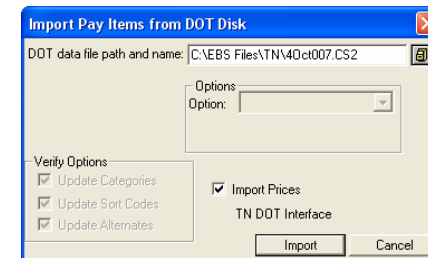 Import Pay Items from DOT Disk
DOT data file path and name: C:\EBS Files\TN\4Oct007.CS2
Options
Option:
Verify Options
Update Categories
Update Sort Codes
Update Alternates
Import Prices
TN DOT Interface
Import Cancel